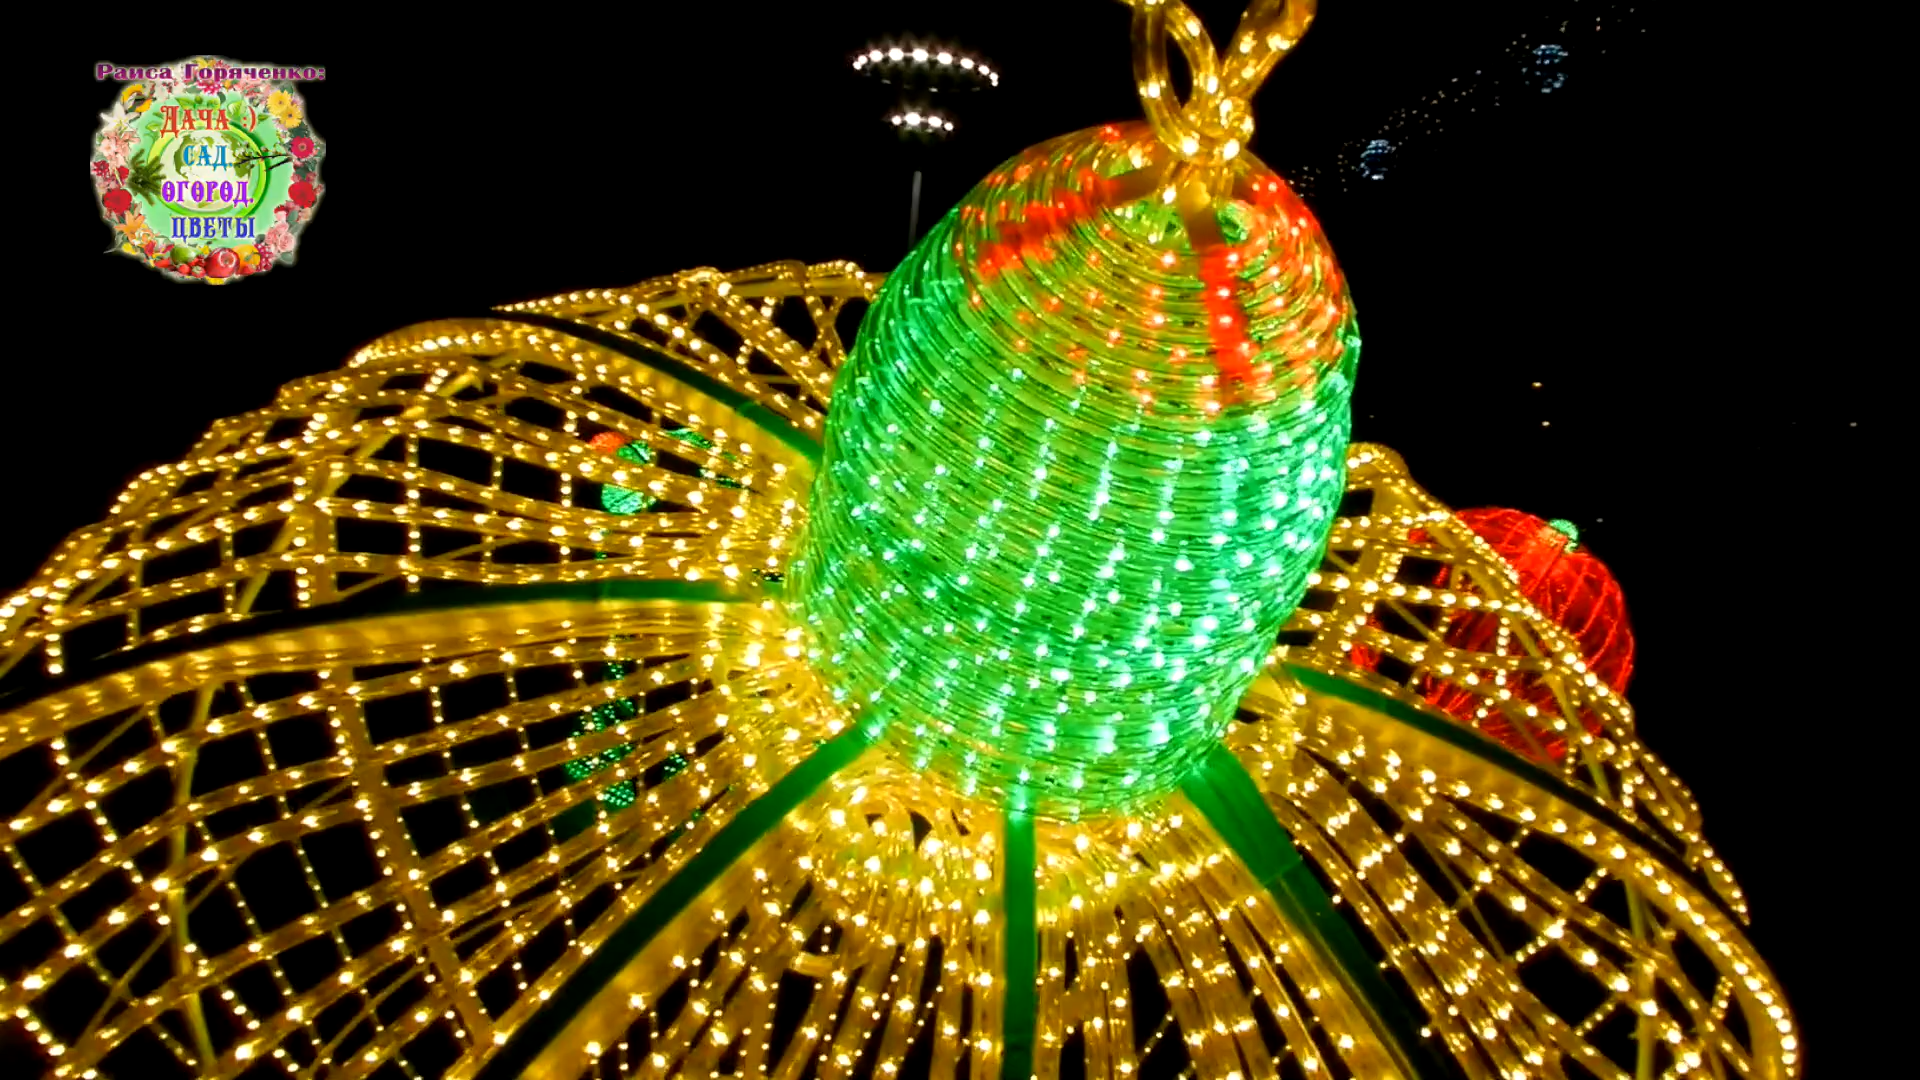 Раиса Горяченко:
Дача :)
сад,
огород,
цветы